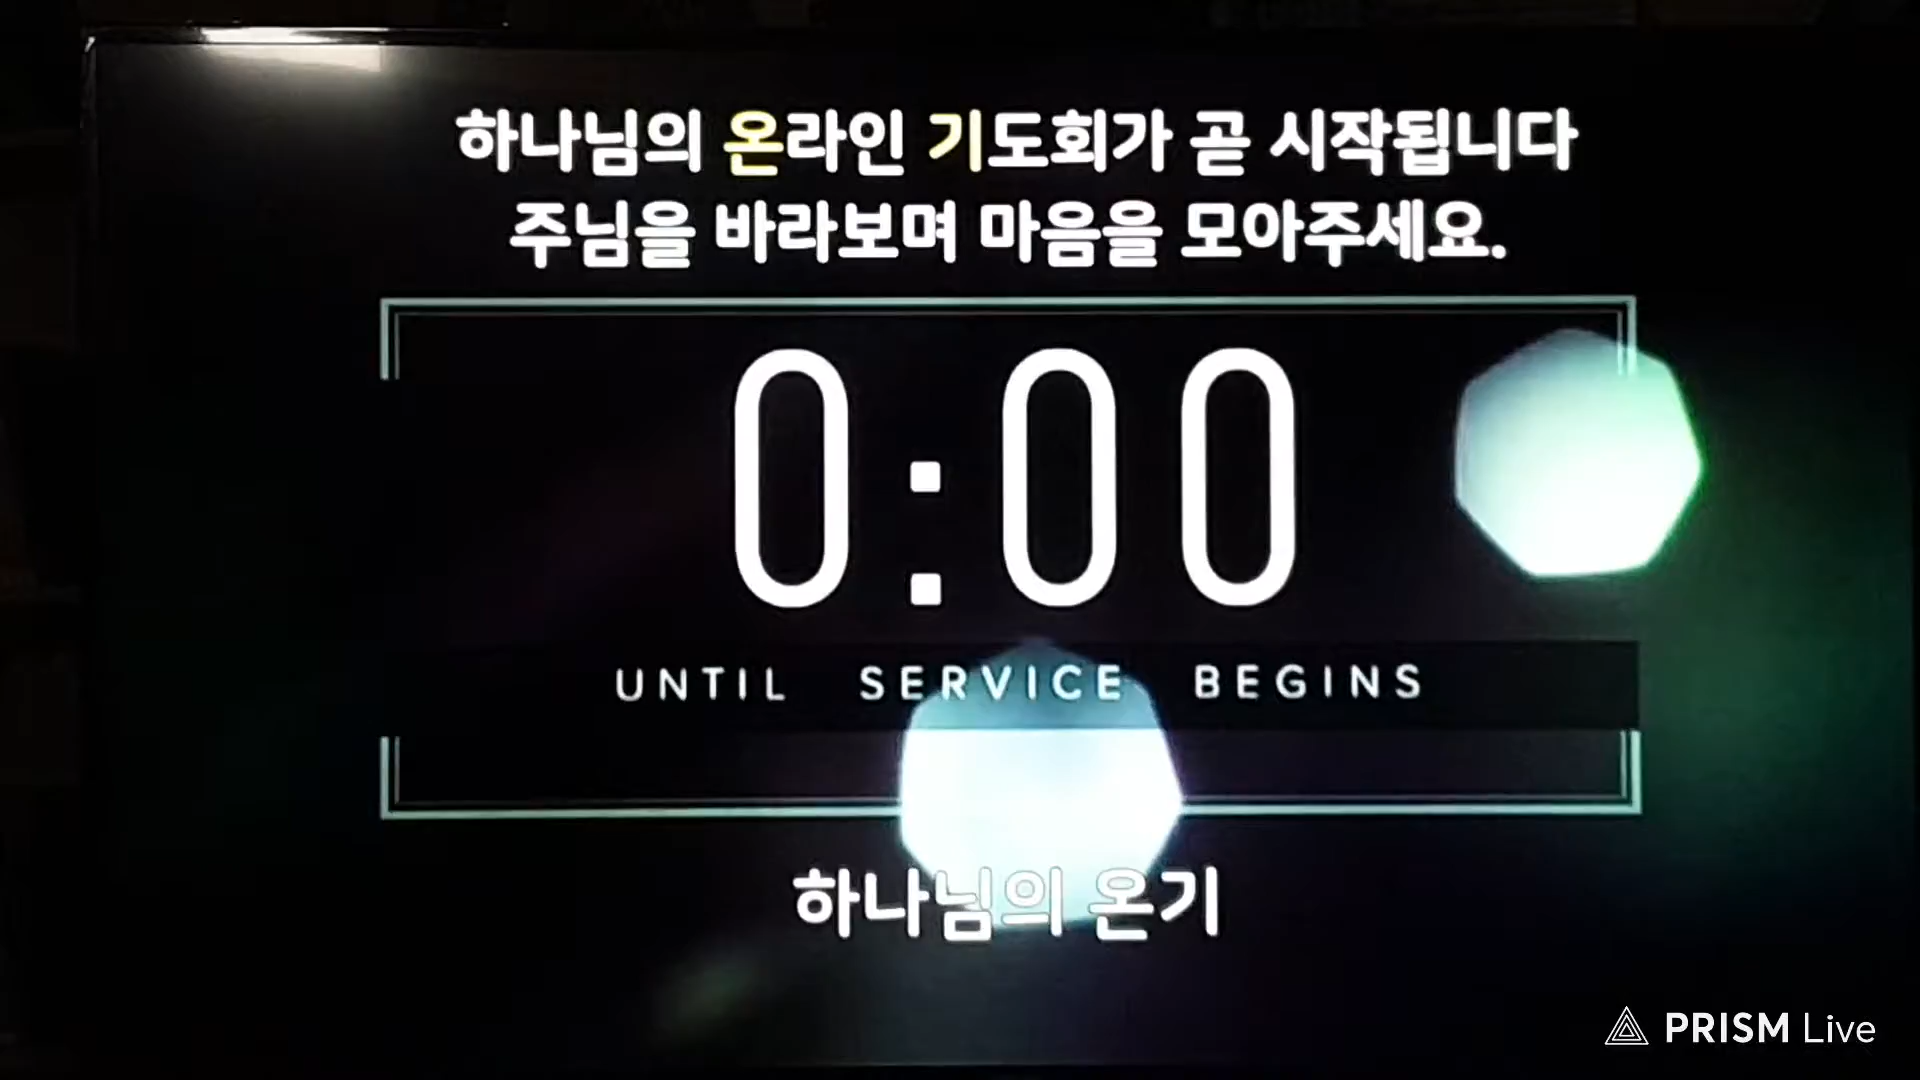 하나님의 온라인 기도회가 곧 시작됩니다
주님을 바라보며 마음을 모아주세요.
0:00
UNTIL SERVICE BEGINS
하나님의 온기
PRISM Live